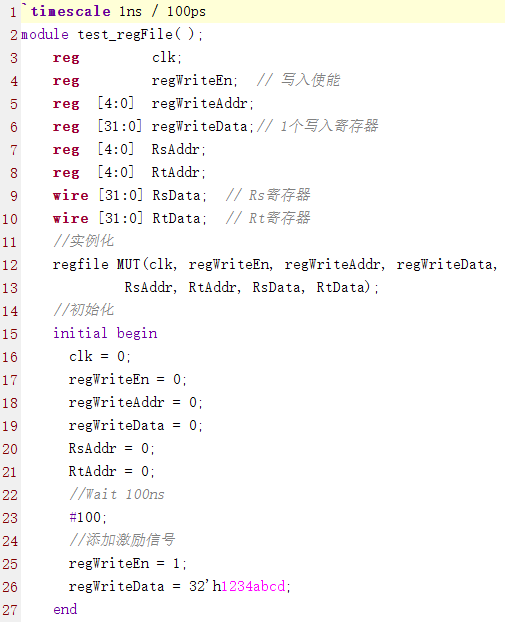 1 `timescale 1ns / 100ps
2 module test_regFile( );
3 reg clk;
4 reg regWriteEn; // 写入使能
5 reg [4:0] regWriteAddr;
6 reg [31:0] regWriteData;// 1个写入寄存器
7 reg [4:0] RsAddr;
8 reg [4:0] RtAddr;
9 wire [31:0] RsData; // Rs寄存器
10 wire [31:0] RtData; // Rt寄存器
11 //实例化
12 regfile MUT(clk, regWriteEn, regWriteAddr, regWriteData,
13 RsAddr, RtAddr, RsData, RtData);
14 //初始化
15 initial begin
16 clk = 0;
17 regWriteEn = 0;
18 regWriteAddr = 0;
19 regWriteData = 0;
20 RsAddr = 0;
21 RtAddr = 0;
22 //Wait 100ns
23 #100;
24 //添加激励信号
25 regWriteEn = 1;
26 regWriteData = 32'h1234abcd;
27 end